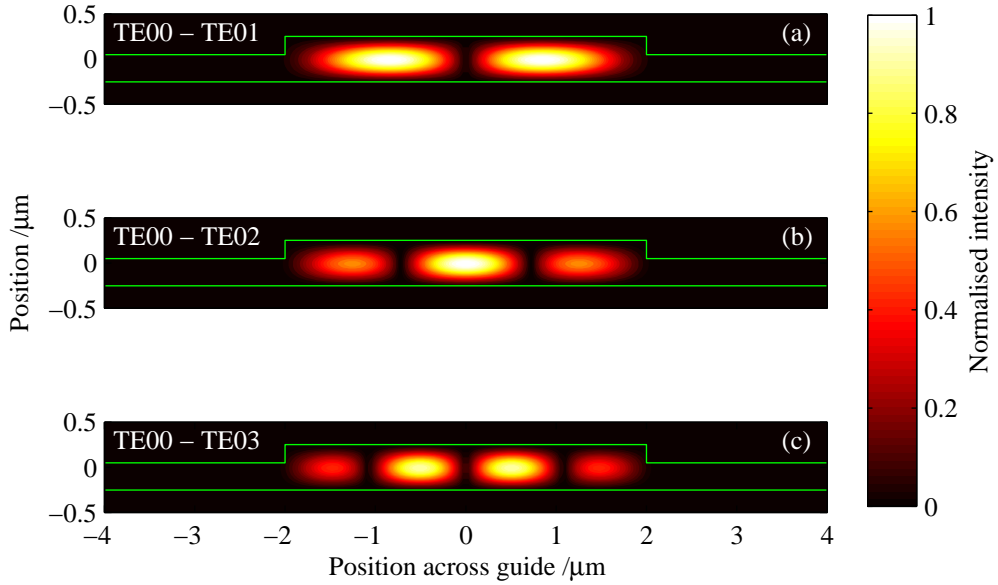 0.5
TE00 – TE01
(a)
0
–0.5
0.5
TE00 – TE02
(b)
0
–0.5
0.5
TE00 – TE03
(c)
0
–0.5
–4
–3
–2
–1
0
1
2
3
4
Position across guide /μm
Position /μm
1
0.8
0.6
0.4
0.2
0
Normalised intensity